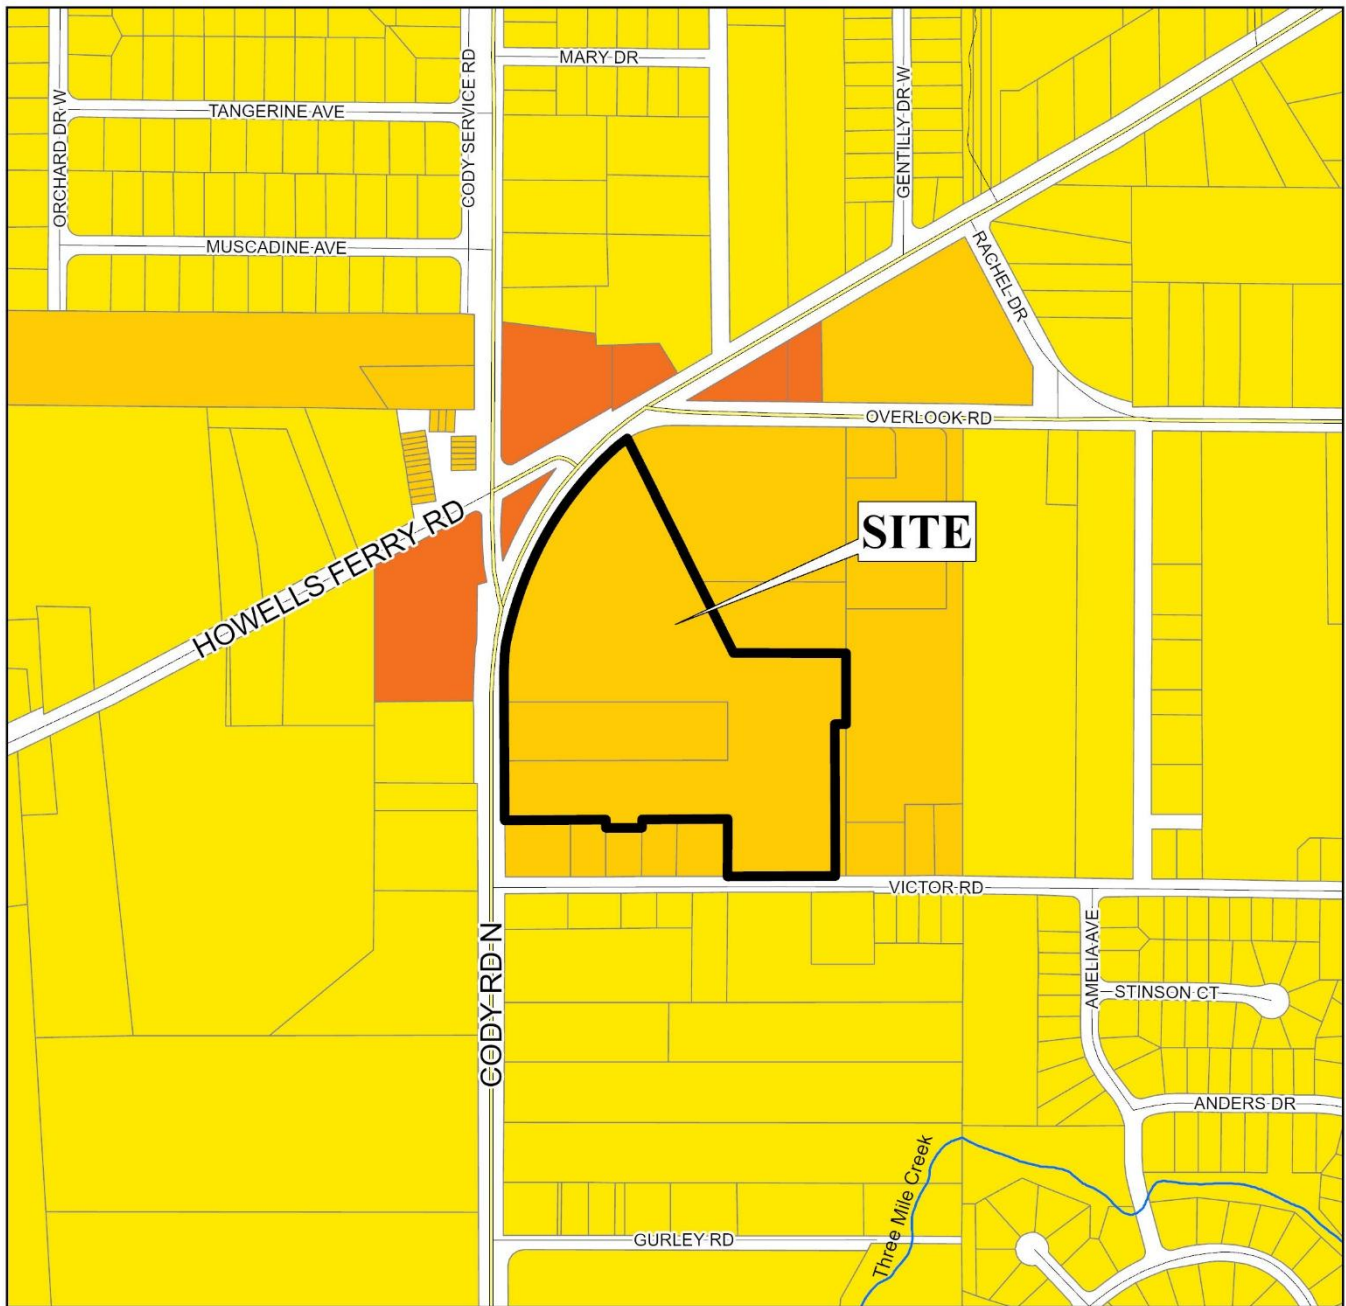 MARY DR
TANGERINE AVE
ORCHARD DR W
CODY SERVICE RD
GENTILLY DR W
MUSCADINE AVE
RACHEL DR
OVERLOOK RD
SITE
HOWELLS FERRY RD
VICTOR RD
CODY RD N
AMELIA AVE
STINSON CT
ANDERS DR
Three Mile Creek
GURLEY RD